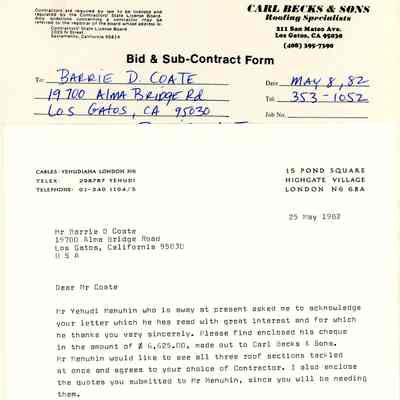 Contractors are required by law to be licensed and
regulated by the Contractors' State License Board.
Any questions concerning a contractor may be
referred to the registrar of the board whose address is:
Contractors' State License Board
1020 N Street
Sacramento, California 95814
CARL BECKS & SONS
Roofing Specialists
211 San Mateo Ave.
Los Gatos, CA 95030
(408) 395-7300
Bid & Sub-Contract Form
To: BARRIE D. COATE
19700 ALMA BRIDGE Rd
LOS GATOS, CA 95030
Date MAY 8, 82
Tel. 353-1052
Job No.
CABLES · YEHUDIANA LONDON N6
TELEX · 298787 YEHUDI
TELEPHONE · 01-340 1104/5
15 POND SQUARE
HIGHGATE VILLAGE
LONDON N6 6BA
25 May 1982
Mr Barrie D Coate
19700 Alma Bridge Road
Los Gatos, California 95030
U S A
Dear Mr Coate
Mr Yehudi Menuhin who is away at present asked me to acknowledge
your letter which he has read with great interest and for which
he thanks you very sincerely. Please find enclosed his cheque
in the amount of $ 6,625.00, made out to Carl Becks & Sons.
Mr Menuhin would like to see all three roof sections tackled
at once and agrees to your choice of Contractor. I also enclose
the quotes you submitted to Mr Menuhin, since you will be needing
them.